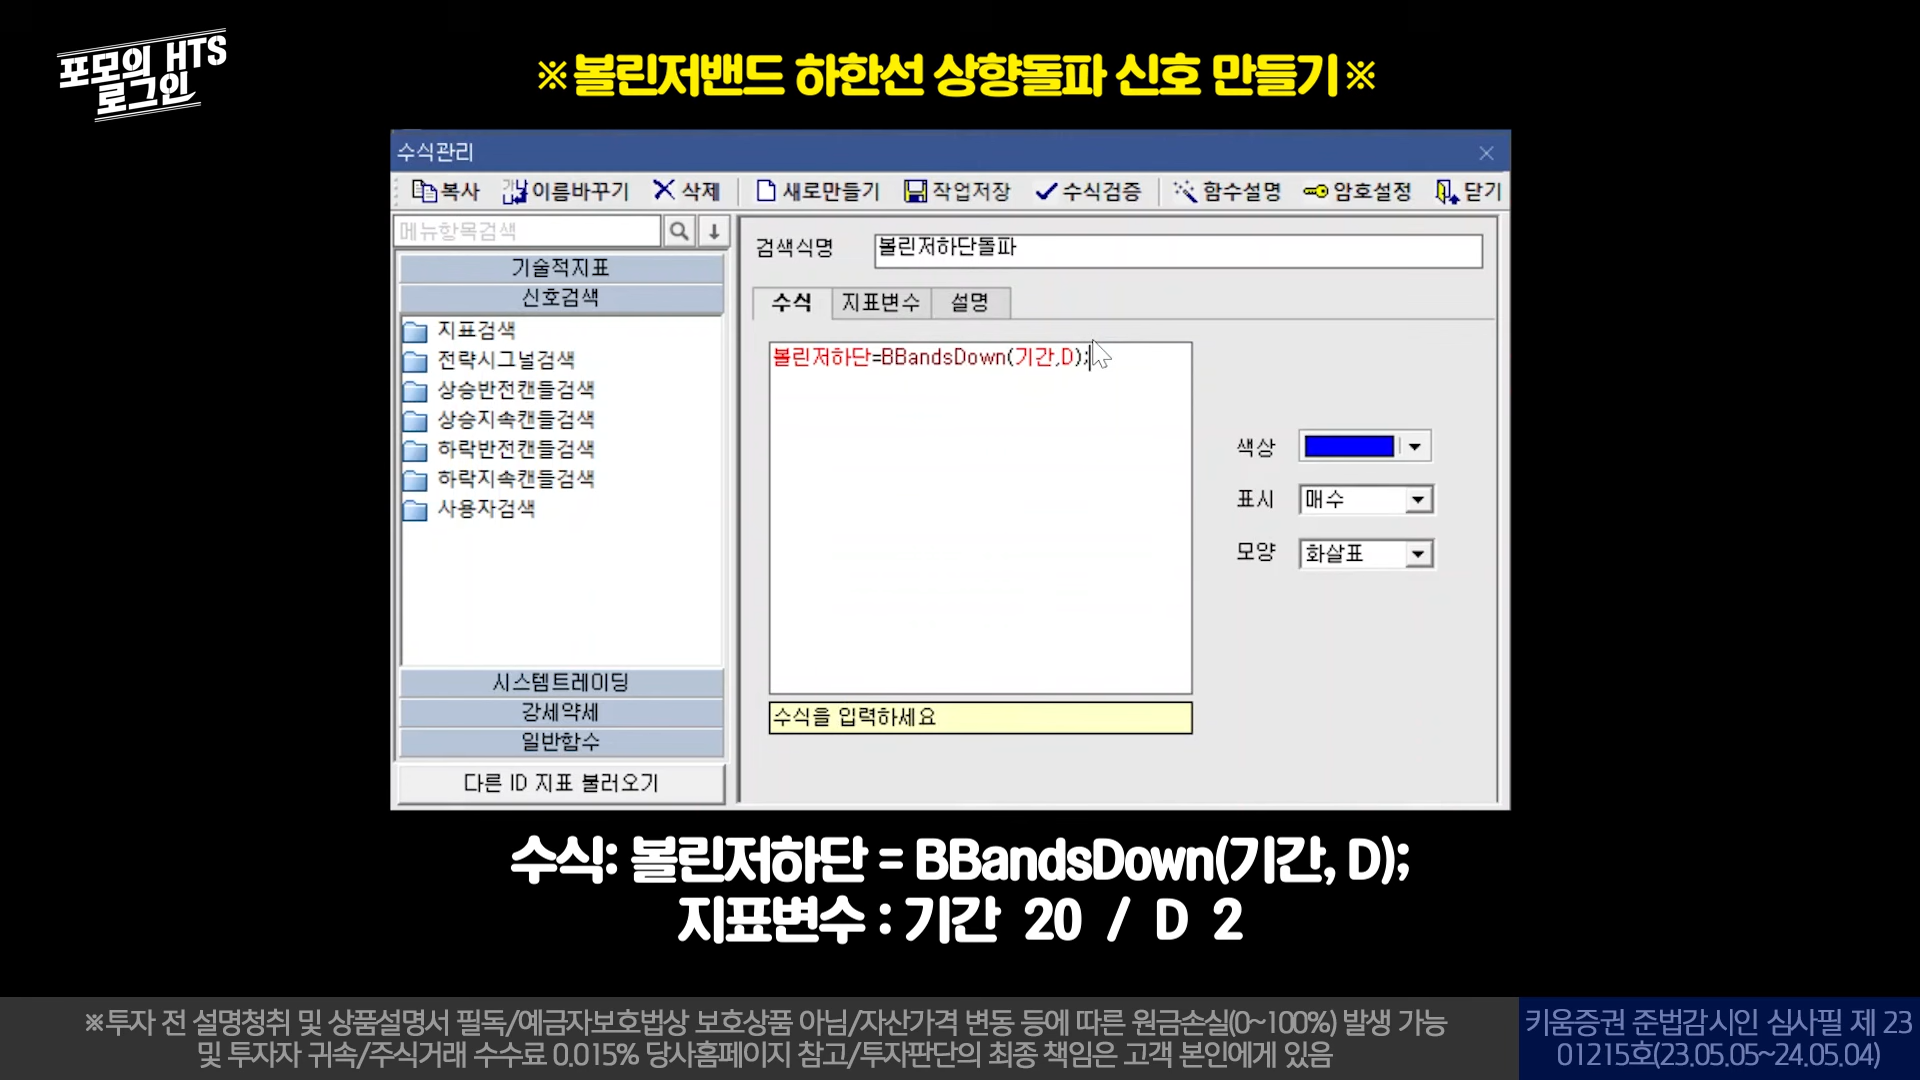 포모의 HTS
로그인
※볼린저밴드 하한선 상향돌파 신호 만들기※
수식관리
복사 이름바꾸기 삭제 새로만들기 작업저장 수식검증 함수설명 암호설정 닫기
메뉴항목검색
기술적지표
신호검색
지표검색
전략시그널검색
상승반전캔들검색
상승지속캔들검색
하락반전캔들검색
하락지속캔들검색
사용자검색
시스템트레이딩
강세약세
일반함수
다른 ID 지표 불러오기
검색식명 볼린저하단돌파
수식 지표변수 설명
볼린저하단=BBandsDown(기간,D);
색상
표시 매수
모양 화살표
수식을 입력하세요
수식: 볼린저하단 = BBandsDown(기간, D);
지표변수 : 기간 20 / D 2
※투자 전 설명청취 및 상품설명서 필독/예금자보호법상 보호상품 아님/자산가격 변동 등에 따른 원금손실(0~100%) 발생 가능
및 투자자 귀속/주식거래 수수료 0.015% 당사홈페이지 참고/투자판단의 최종 책임은 고객 본인에게 있음
키움증권 준법감시인 심사필 제 23
01215호(23.05.05~24.05.04)